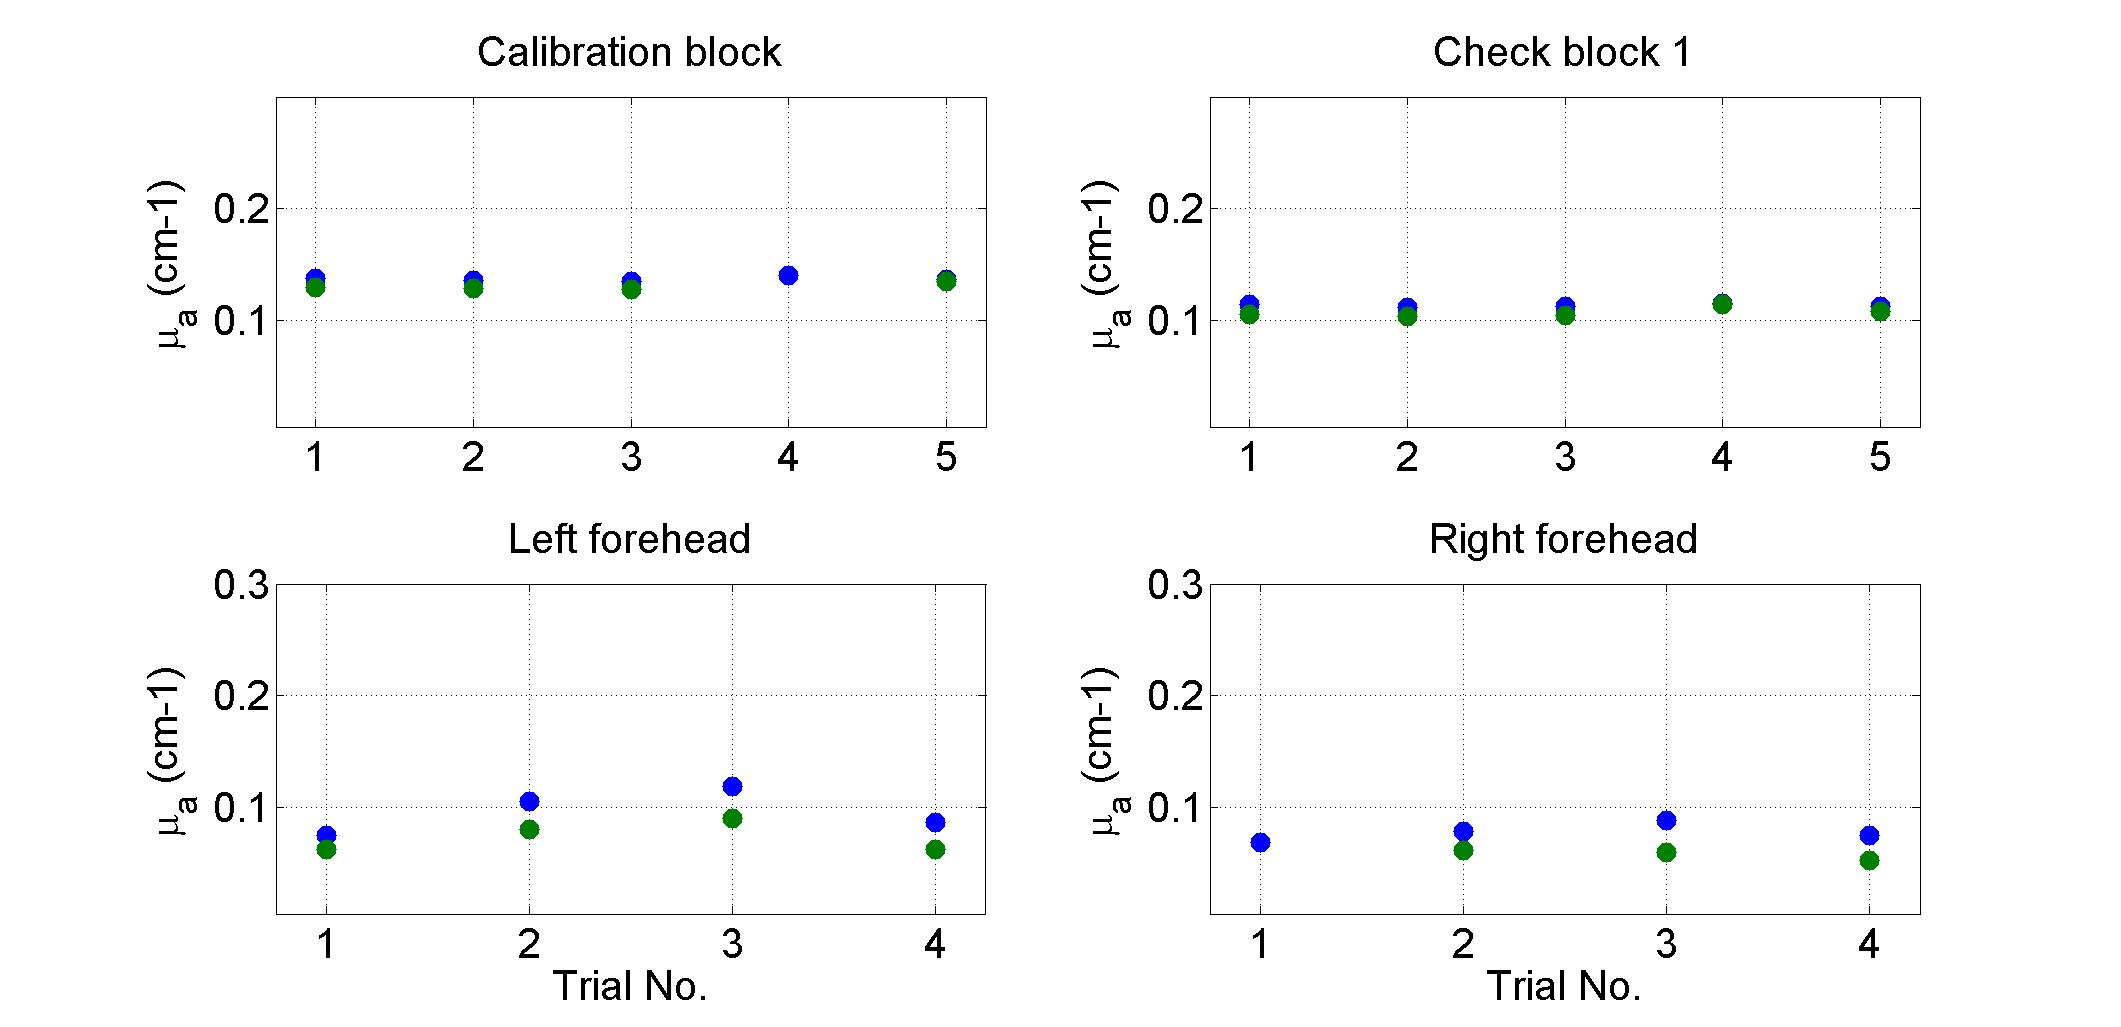 Calibration block
Check block 1
μa (cm-1)
0.2
0.1
1 2 3 4 5
μa (cm-1)
0.2
0.1
1 2 3 4 5
Left forehead
Right forehead
μa (cm-1)
0.3
0.2
0.1
1 2 3 4
Trial No.
μa (cm-1)
0.3
0.2
0.1
1 2 3 4
Trial No.